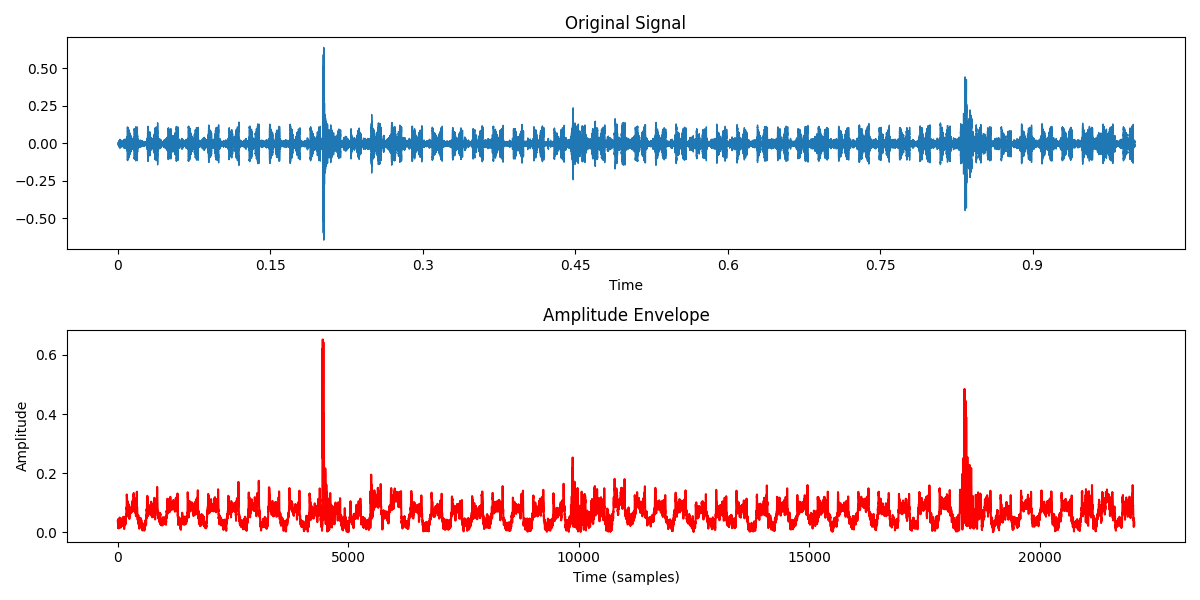 Original Signal
0.50
0.25
0.00
−0.25
−0.50
0 0.15 0.3 0.45 0.6 0.75 0.9
Time
Amplitude Envelope
Amplitude
0.6
0.4
0.2
0.0
0 5000 10000 15000 20000
Time (samples)